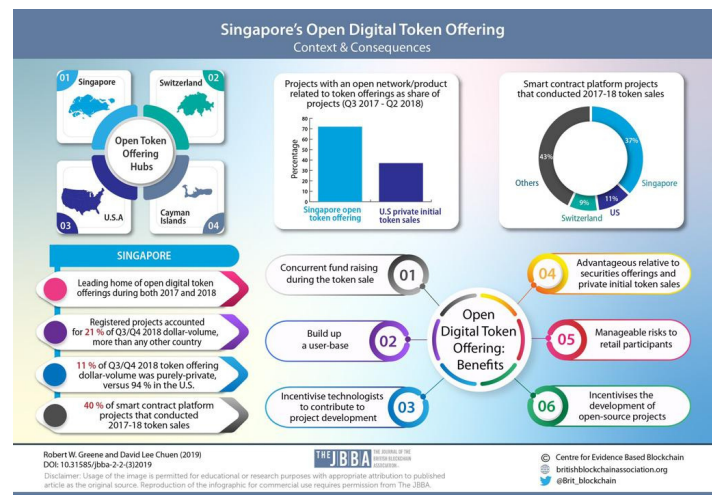 Singapore's Open Digital Token Offering
Context & Consequences
01
Singapore
Switzerland
02
Open Token
Offering
Hubs
03
U.S.A
Cayman
Islands
04
Projects with an open network/product
related to token offerings as share of
projects (Q3 2017 - Q2 2018)
Percentage
80
70
60
50
40
30
20
10
0
Singapore open
token offering
U.S private initial
token sales
Smart contract platform projects
that conducted 2017-18 token sales
43%
37%
Others
Singapore
9%
11%
Switzerland
US
SINGAPORE
Leading home of open digital token
offerings during both 2017 and 2018
Registered projects accounted
for 21 % of Q3/Q4 2018 dollar-volume,
more than any other country
11 % of Q3/Q4 2018 token offering
dollar-volume was purely-private,
versus 94 % in the U.S.
40 % of smart contract platform
projects that conducted
2017-18 token sales
Concurrent fund raising
during the token sale
01
Build up
a user-base
02
Incentivise technologists
to contribute to
project development
03
Open
Digital Token
Offering:
Benefits
04
Advantageous relative to
securities offerings and
private initial token sales
05
Manageable risks to
retail participants
06
Incentivises the
development of
open-source projects
Robert W. Greene and David Lee Chuen (2019)
DOI: 10.31585/jbba-2-2-(3)2019
THE JBBA
THE JOURNAL OF THE
BRITISH BLOCKCHAIN
ASSOCIATION
© Centre for Evidence Based Blockchain
britishblockchainassociation.org
@Brit_blockchain
Disclaimer: Usage of the image is permitted for educational or research purposes with appropriate attribution to published
article as the original source. Reproduction of the infographic for commercial use requires permission from The JBBA.